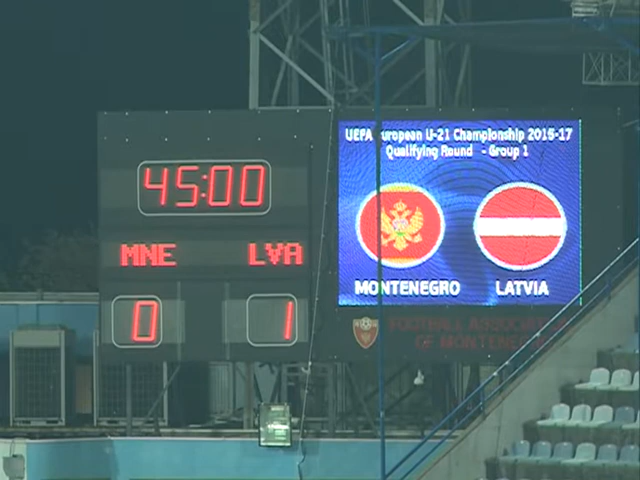 UEFA European U-21 Championship 2015-17
Qualifying Round - Group 1
45:00
MNE LVA
0 1
MONTENEGRO LATVIA
FOOTBALL ASSOCIATION
OF MONTENEGRO